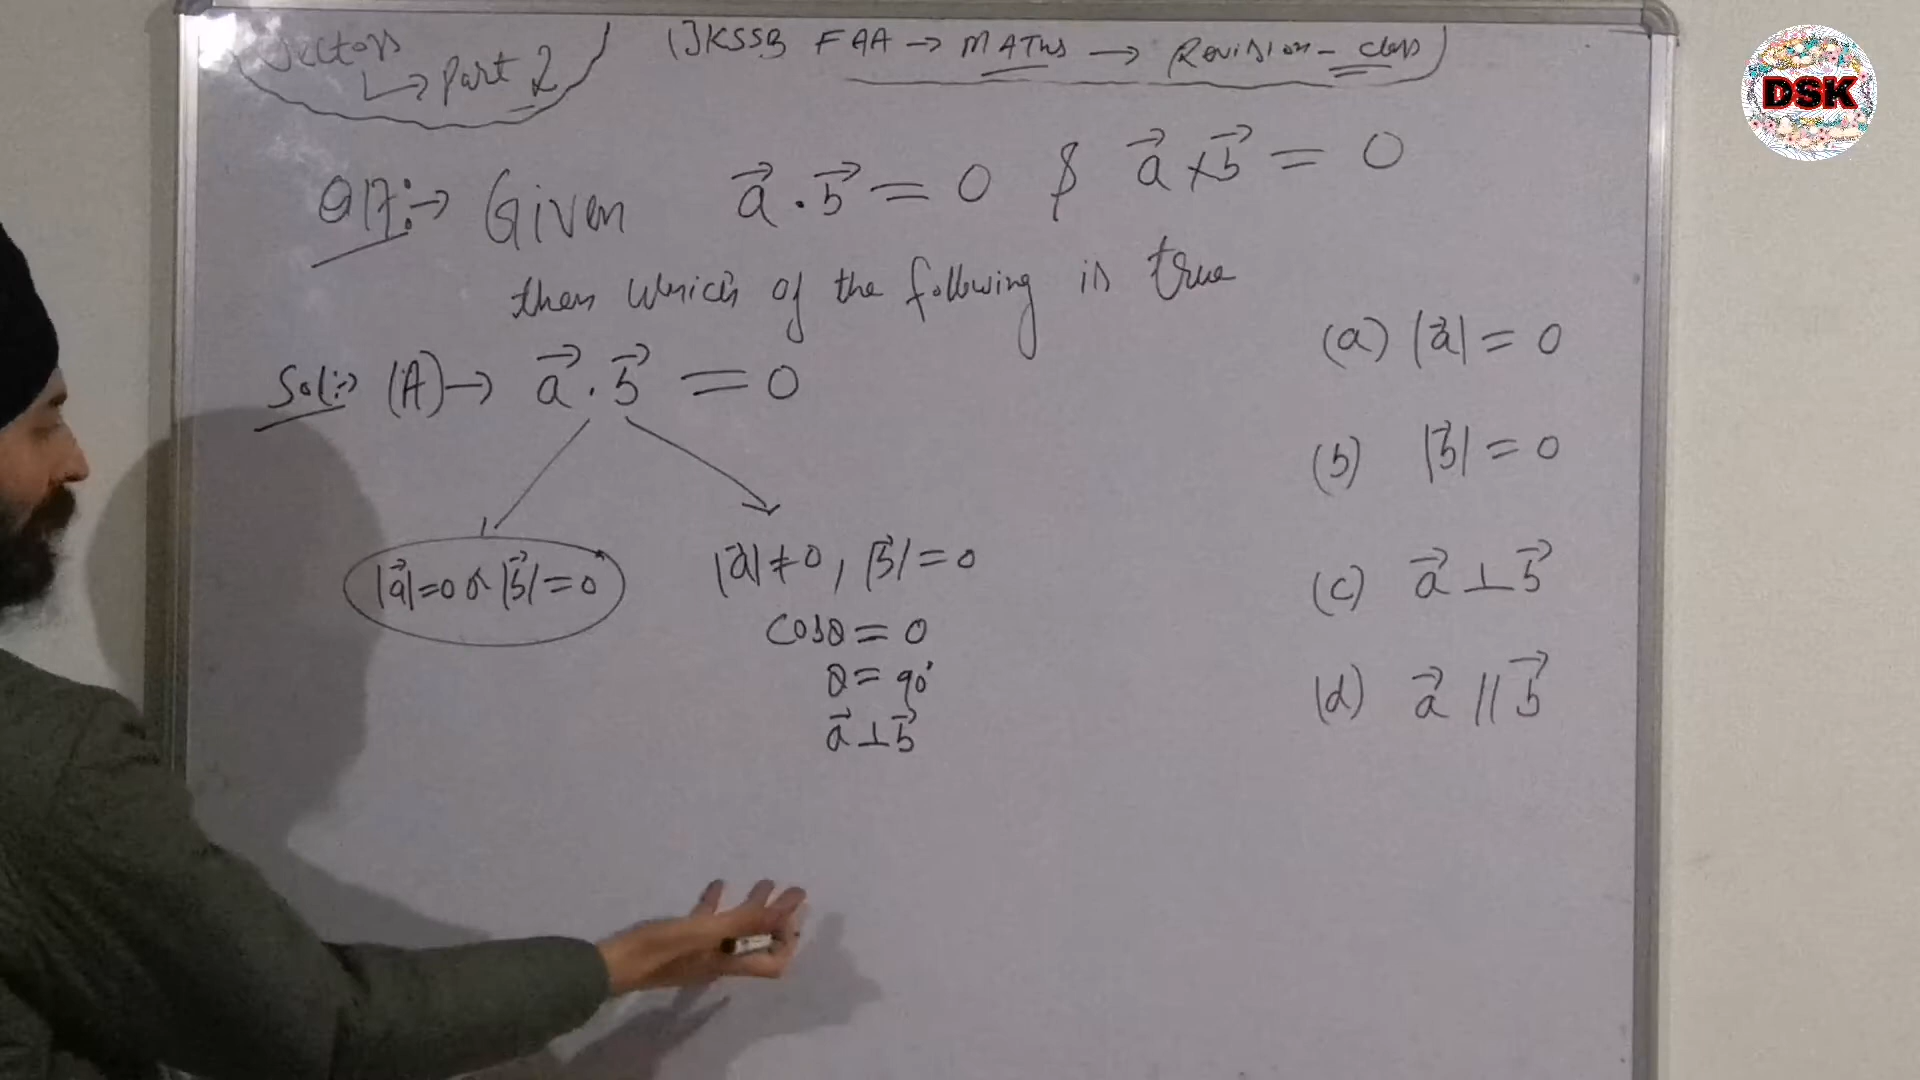 Vectors
↳ Part 2
JKSSB FAA → MATHS → Revision - class
DSK
Q17:→ Given a⃗ . b⃗ = 0 & a⃗ × b⃗ = 0
then which of the following is true
(a) |a⃗| = 0
(b) |b⃗| = 0
(c) a⃗ ⊥ b⃗
(d) a⃗ || b⃗
Sol:→ (A) → a⃗ . b⃗ = 0
|a⃗| = 0 or |b⃗| = 0
|a⃗| ≠ 0, |b⃗| = 0
cosθ = 0
θ = 90°
a⃗ ⊥ b⃗